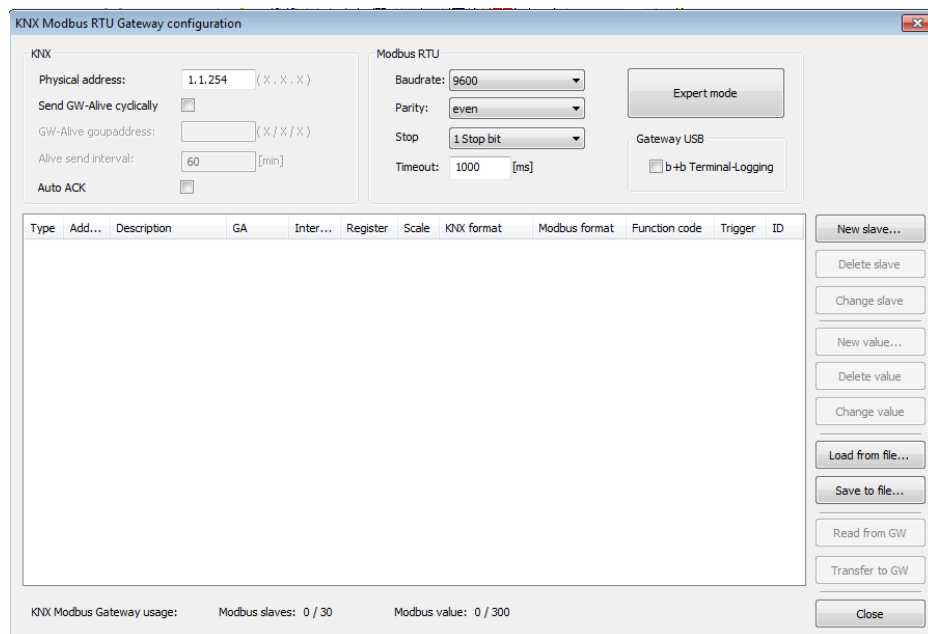 KNX Modbus RTU Gateway configuration
KNX
Physical address: 1.1.254 (X.X.X)
Send GW-Alive cyclically
GW-Alive goupaddress: (X/X/X)
Alive send interval: 60 [min]
Auto ACK
Modbus RTU
Baudrate: 9600
Parity: even
Stop 1 Stop bit
Timeout: 1000 [ms]
Expert mode
Gateway USB
b+b Terminal-Logging
Type Add... Description GA Inter... Register Scale KNX format Modbus format Function code Trigger ID
New slave...
Delete slave
Change slave
New value...
Delete value
Change value
Load from file...
Save to file...
Read from GW
Transfer to GW
Close
KNX Modbus Gateway usage: Modbus slaves: 0 / 30 Modbus value: 0 / 300